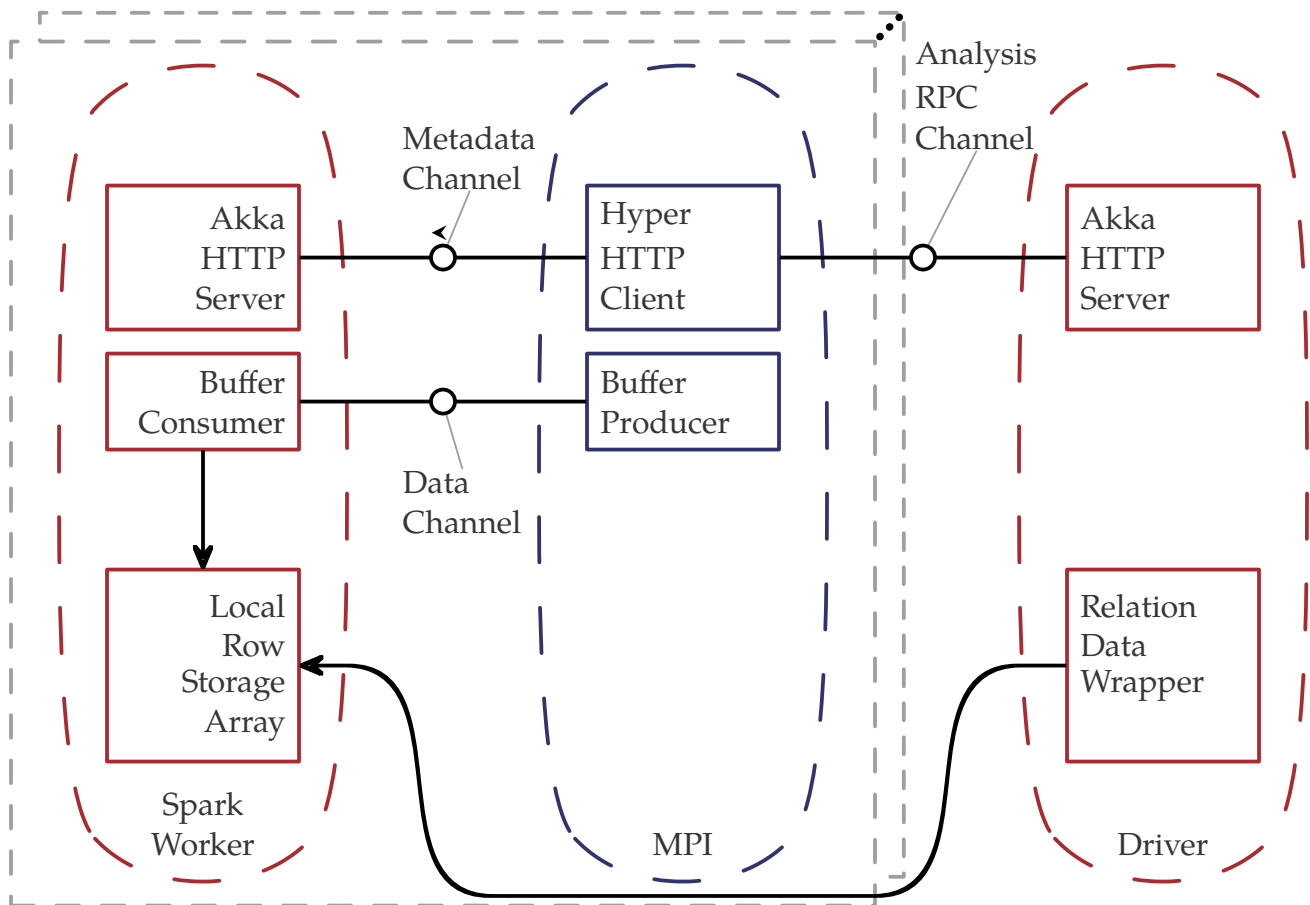 Analysis
RPC
Channel
Metadada
Channel
Akka
HTTP
Server
Hyper
HTTP
Client
Akka
HTTP
Server
Buffer
Consumer
Buffer
Producer
Data
Channel
Local
Row
Storage
Array
Relation
Data
Wrapper
Spark
Worker
MPI
Driver